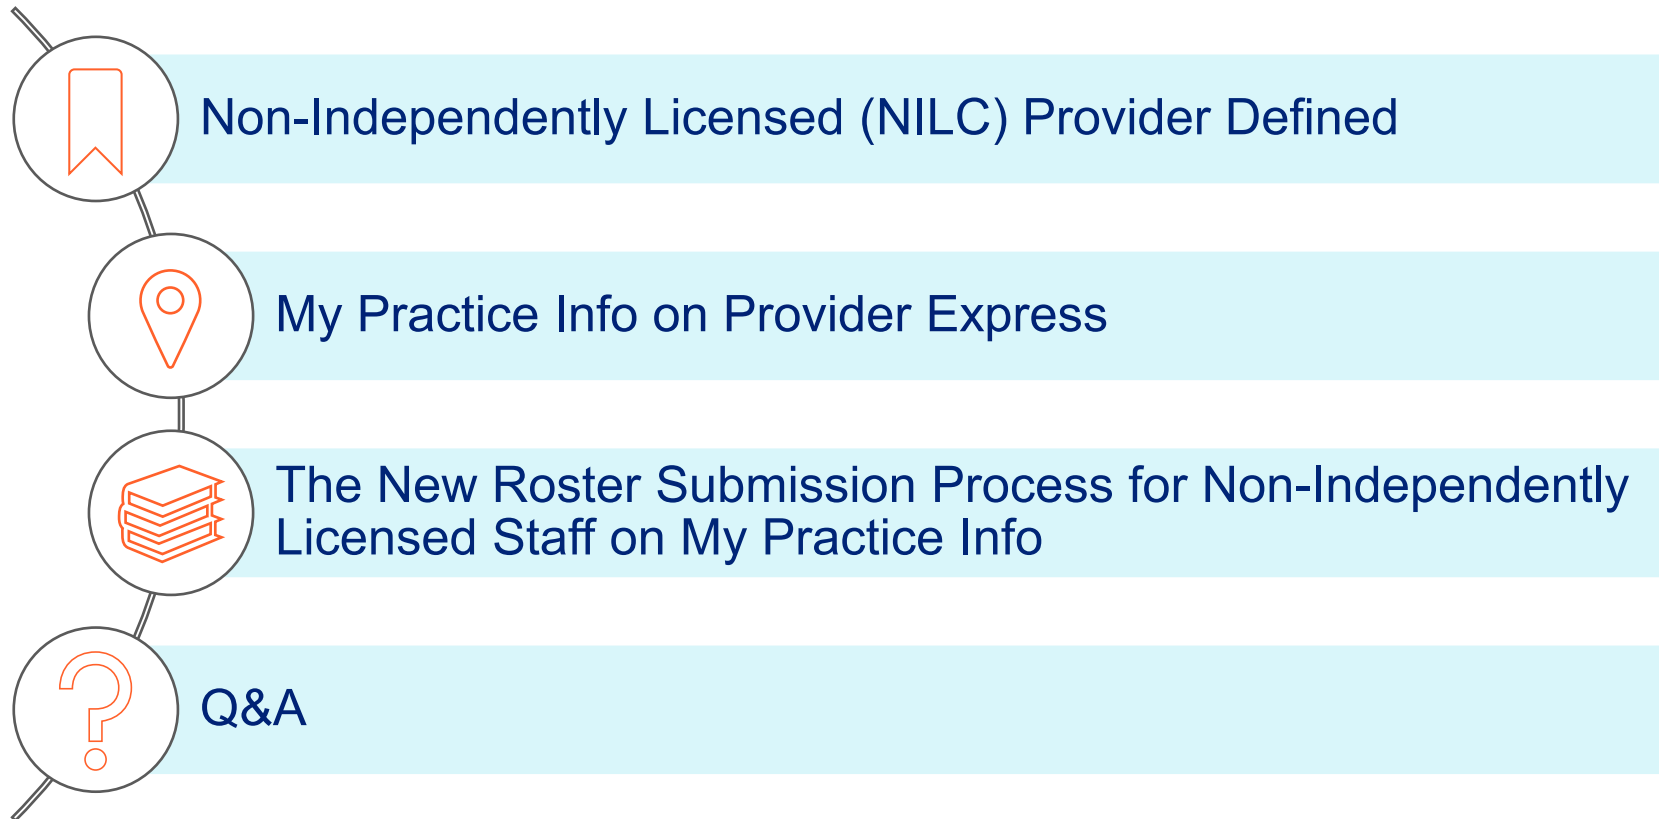 Non-Independently Licensed (NILC) Provider Defined
My Practice Info on Provider Express
The New Roster Submission Process for Non-Independently
Licensed Staff on My Practice Info
Q&A